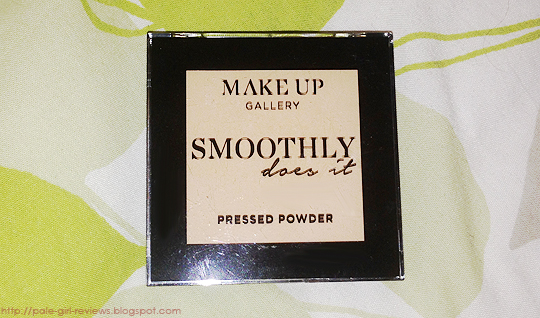 MAKE UP
GALLERY
SMOOTHLY
does it
PRESSED POWDER
http://pale-girl-reviews.blogspot.com